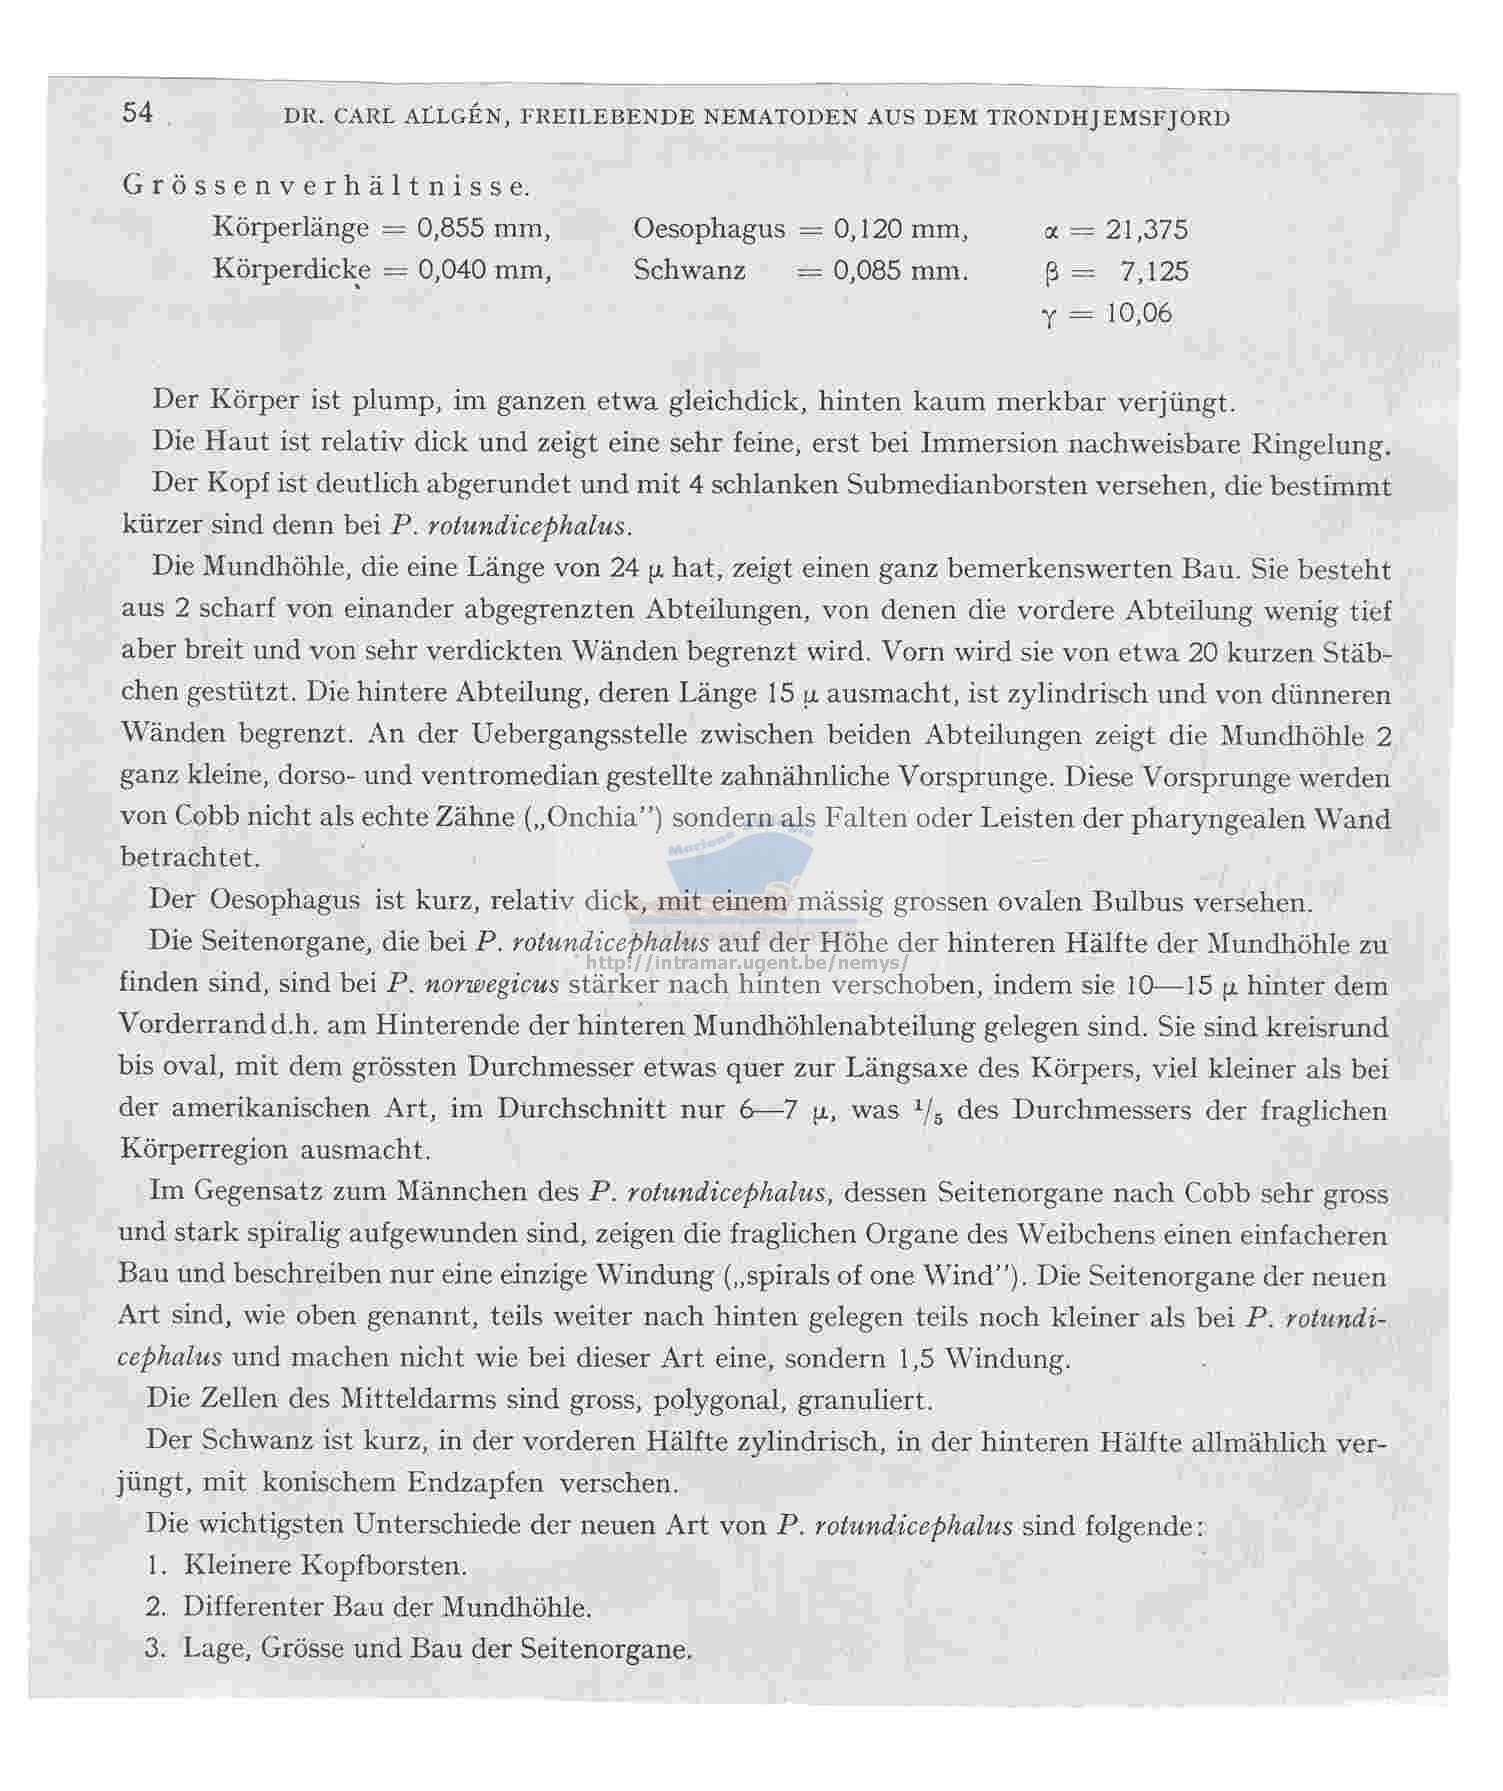 54 DR. CARL ALLGÉN, FREILEBENDE NEMATODEN AUS DEM TRONDHJEMSFJORD
Grössenverhältnisse.
Körperlänge = 0,855 mm, Oesophagus = 0,120 mm, α = 21,375
Körperdicke = 0,040 mm, Schwanz = 0,085 mm. β = 7,125
γ = 10,06
Der Körper ist plump, im ganzen etwa gleichdick, hinten kaum merkbar verjüngt.
Die Haut ist relativ dick und zeigt eine sehr feine, erst bei Immersion nachweisbare Ringelung.
Der Kopf ist deutlich abgerundet und mit 4 schlanken Submedianborsten versehen, die bestimmt
kürzer sind denn bei P. rotundicephalus.
Die Mundhöhle, die eine Länge von 24 μ hat, zeigt einen ganz bemerkenswerten Bau. Sie besteht
aus 2 scharf von einander abgegrenzten Abteilungen, von denen die vordere Abteilung wenig tief
aber breit und von sehr verdickten Wänden begrenzt wird. Vorn wird sie von etwa 20 kurzen Stäb-
chen gestützt. Die hintere Abteilung, deren Länge 15 μ ausmacht, ist zylindrisch und von dünneren
Wänden begrenzt. An der Uebergangsstelle zwischen beiden Abteilungen zeigt die Mundhöhle 2
ganz kleine, dorso- und ventromedian gestellte zahnähnliche Vorsprunge. Diese Vorsprunge werden
von Cobb nicht als echte Zähne („Onchia") sondern als Falten oder Leisten der pharyngealen Wand
betrachtet.
Der Oesophagus ist kurz, relativ dick, mit einem mässig grossen ovalen Bulbus versehen.
Die Seitenorgane, die bei P. rotundicephalus auf der Höhe der hinteren Hälfte der Mundhöhle zu
http://intramar.ugent.be/nemys/
finden sind, sind bei P. norwegicus stärker nach hinten verschoben, indem sie 10—15 μ hinter dem
Vorderrand d.h. am Hinterende der hinteren Mundhöhlenabteilung gelegen sind. Sie sind kreisrund
bis oval, mit dem grössten Durchmesser etwas quer zur Längsaxe des Körpers, viel kleiner als bei
der amerikanischen Art, im Durchschnitt nur 6—7 μ, was 1/5 des Durchmessers der fraglichen
Körperregion ausmacht.
Im Gegensatz zum Männchen des P. rotundicephalus, dessen Seitenorgane nach Cobb sehr gross
und stark spiralig aufgewunden sind, zeigen die fraglichen Organe des Weibchens einen einfacheren
Bau und beschreiben nur eine einzige Windung („spirals of one Wind"). Die Seitenorgane der neuen
Art sind, wie oben genannt, teils weiter nach hinten gelegen teils noch kleiner als bei P. rotundi-
cephalus und machen nicht wie bei dieser Art eine, sondern 1,5 Windung.
Die Zellen des Mitteldarms sind gross, polygonal, granuliert.
Der Schwanz ist kurz, in der vorderen Hälfte zylindrisch, in der hinteren Hälfte allmählich ver-
jüngt, mit konischem Endzapfen verschen.
Die wichtigsten Unterschiede der neuen Art von P. rotundicephalus sind folgende:
1. Kleinere Kopfborsten.
2. Differenter Bau der Mundhöhle.
3. Lage, Grösse und Bau der Seitenorgane.